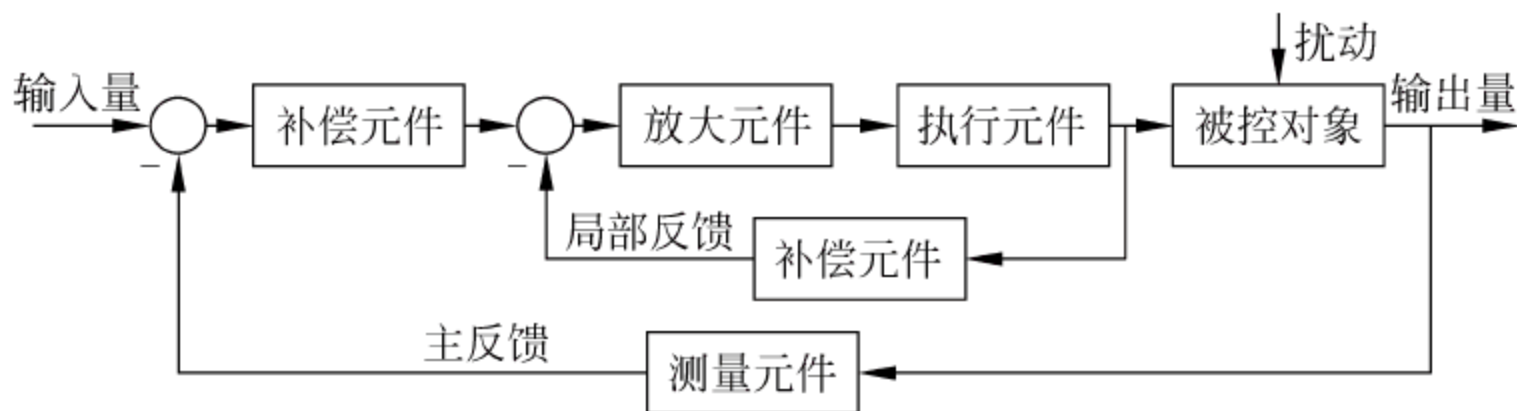 扰动
输入量
补偿元件
放大元件
执行元件
被控对象
输出量
−
−
局部反馈
补偿元件
主反馈
测量元件